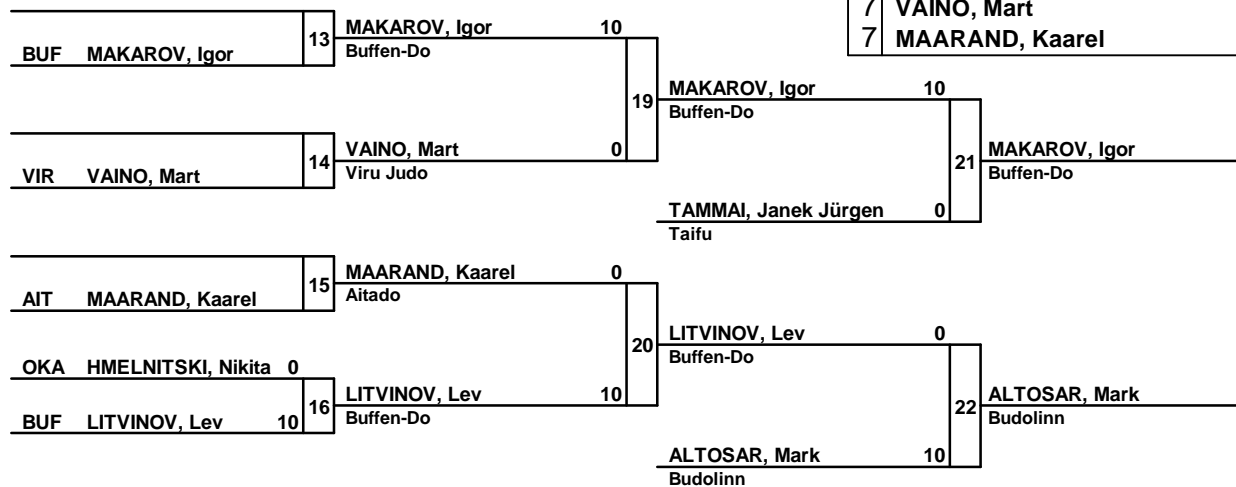 7 VAINO, Mart
7 MAARAND, Kaarel
MAKAROV, Igor 10
13
BUF MAKAROV, Igor
Buffen-Do
MAKAROV, Igor 10
19
Buffen-Do
VAINO, Mart 0
14
VIR VAINO, Mart
Viru Judo
MAKAROV, Igor
21
Buffen-Do
TAMMAI, Janek Jürgen 0
Taifu
MAARAND, Kaarel 0
15
AIT MAARAND, Kaarel
Aitado
LITVINOV, Lev 0
20
Buffen-Do
OKA HMELNITSKI, Nikita 0
LITVINOV, Lev 10
16
BUF LITVINOV, Lev 10
Buffen-Do
ALTOSAR, Mark
22
Budolinn
ALTOSAR, Mark 10
Budolinn